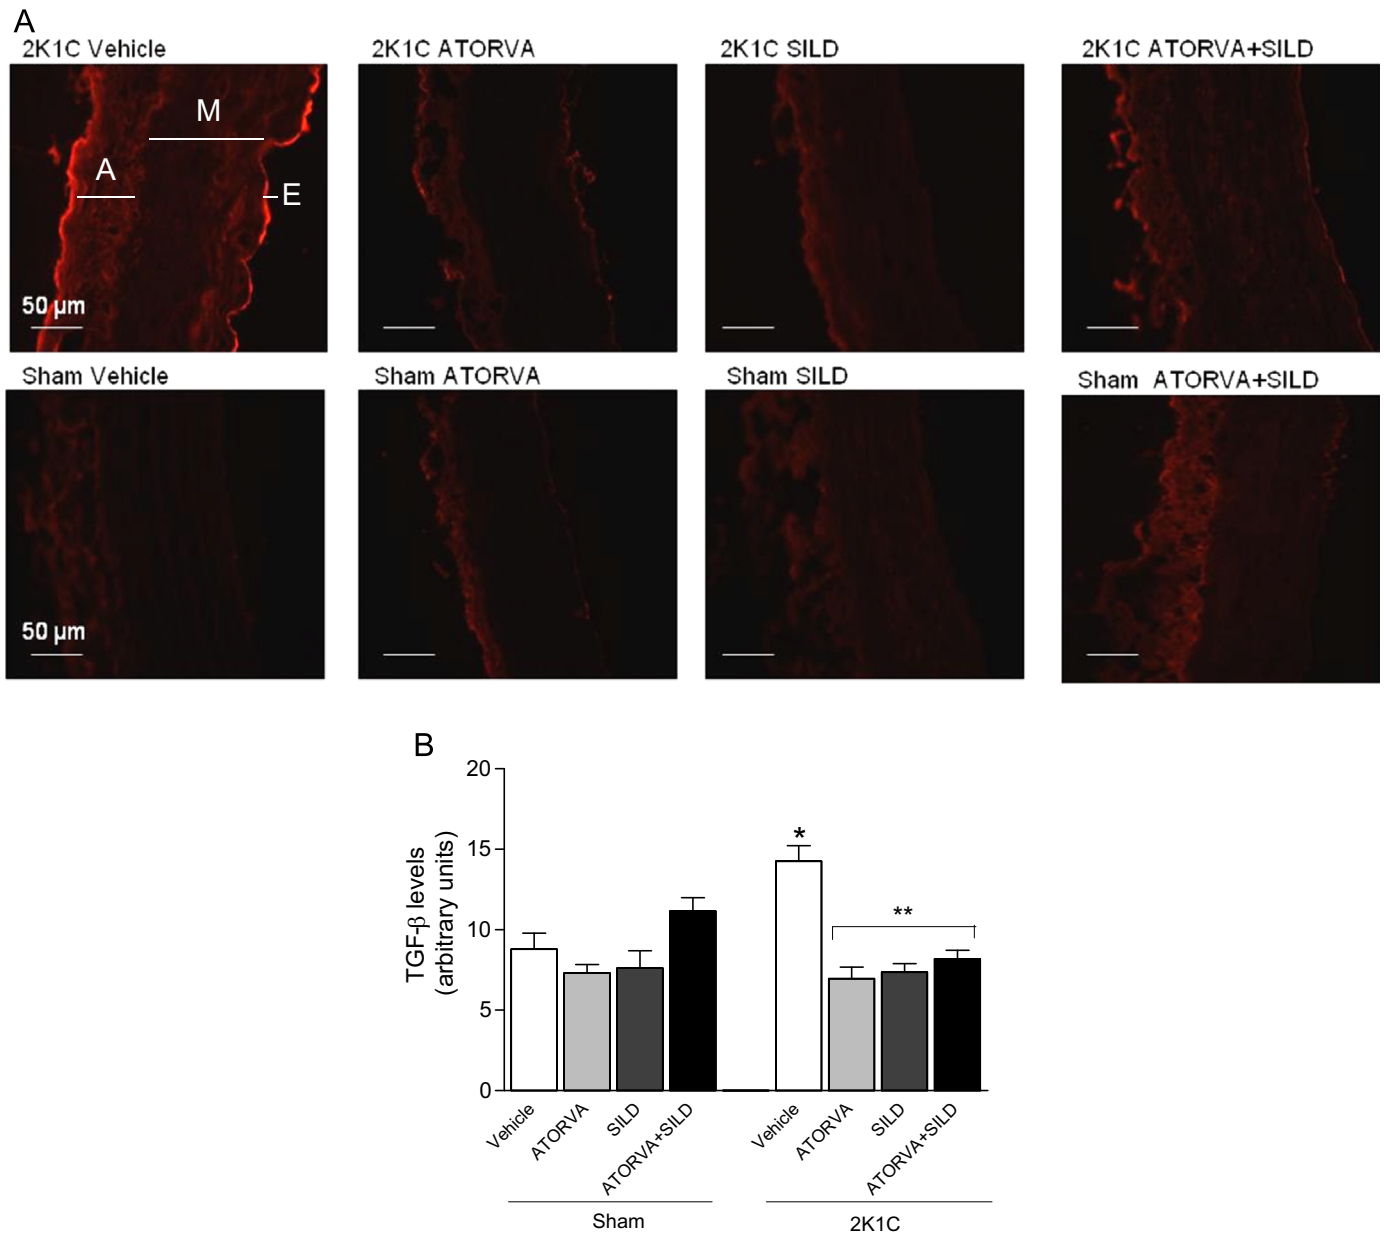 A
2K1C Vehicle
2K1C ATORVA
2K1C SILD
2K1C ATORVA+SILD
M
A
E
50 µm
Sham Vehicle
Sham ATORVA
Sham SILD
Sham ATORVA+SILD
50 µm
B
TGF-β levels
(arbitrary units)
20
15
10
5
0
*
**
Vehicle
ATORVA
SILD
ATORVA+SILD
Vehicle
ATORVA
SILD
ATORVA+SILD
Sham
2K1C